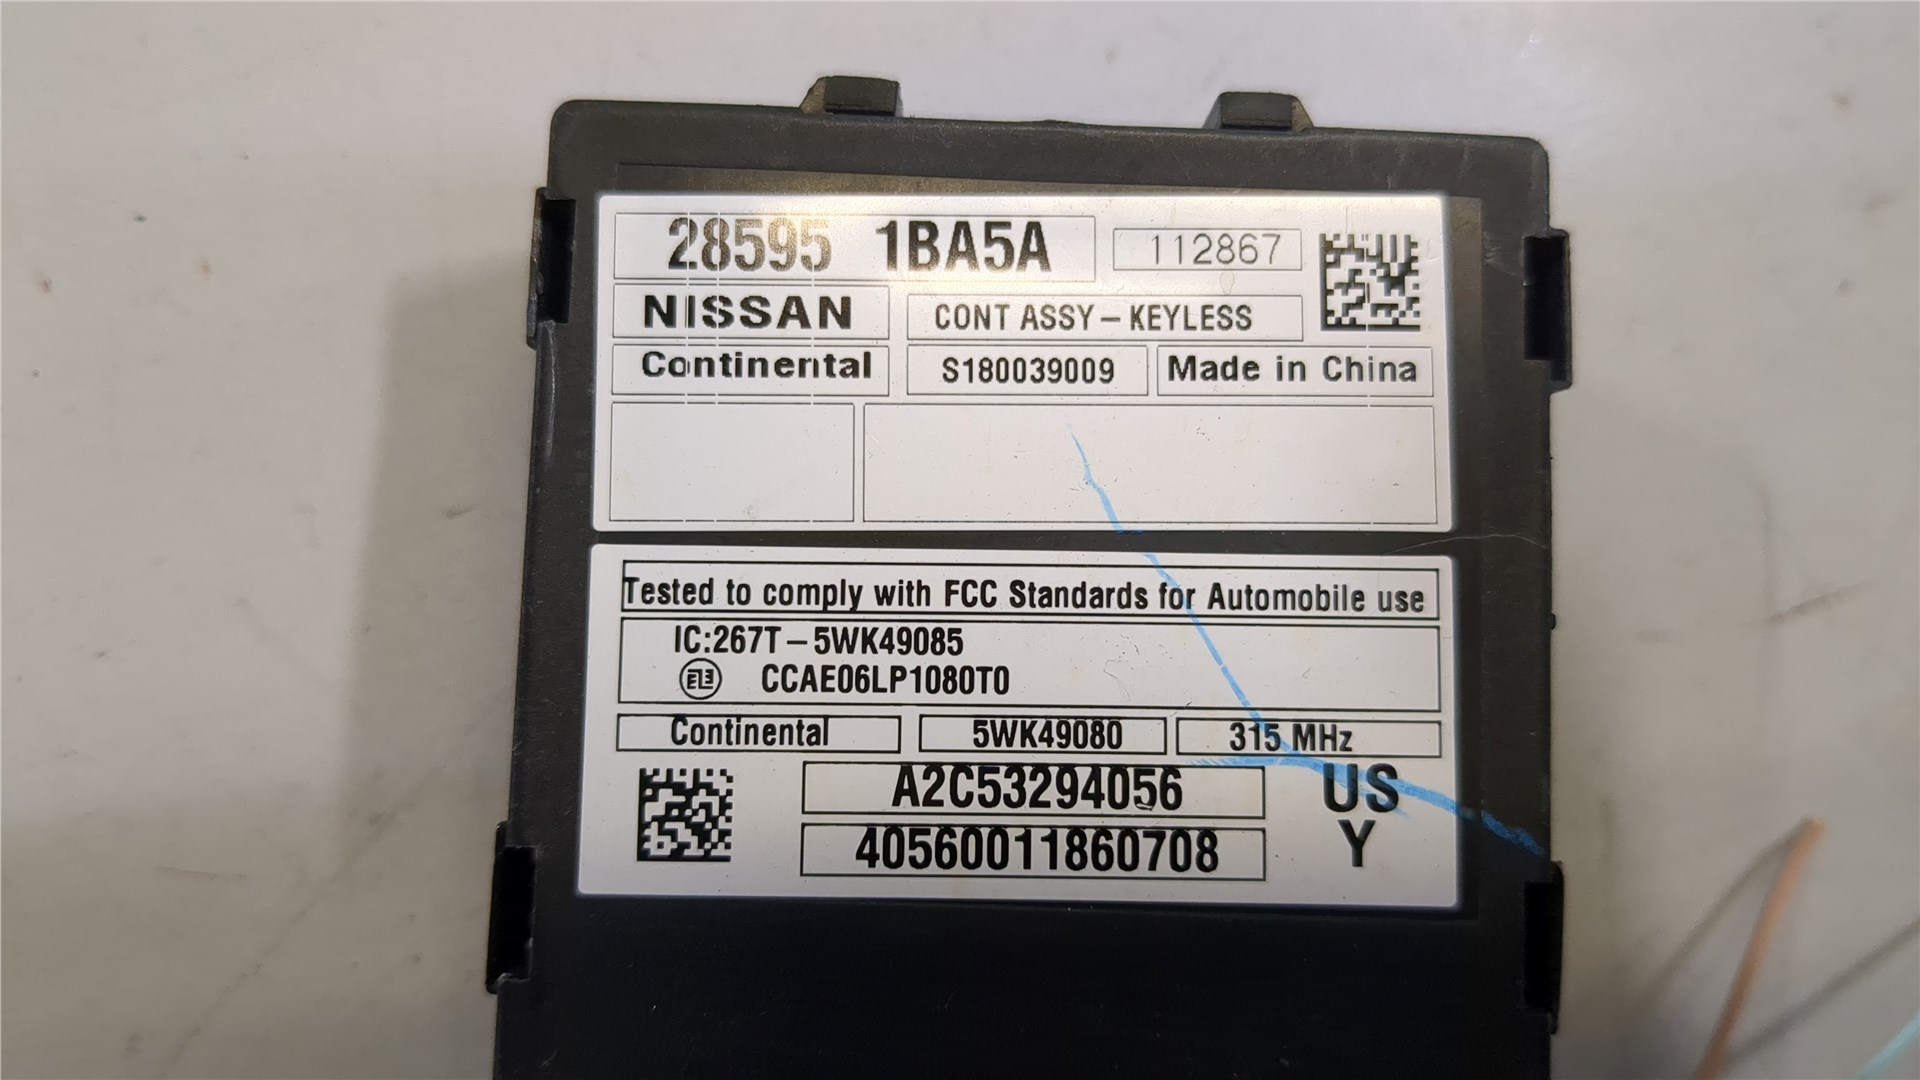 28595 1BA5A 112867
NISSAN CONT ASSY – KEYLESS
Continental S180039009 Made in China
Tested to comply with FCC Standards for Automobile use
IC:267T – 5WK49085
CCAE06LP1080T0
Continental 5WK49080 315 MHz
A2C53294056 US
40560011860708 Y